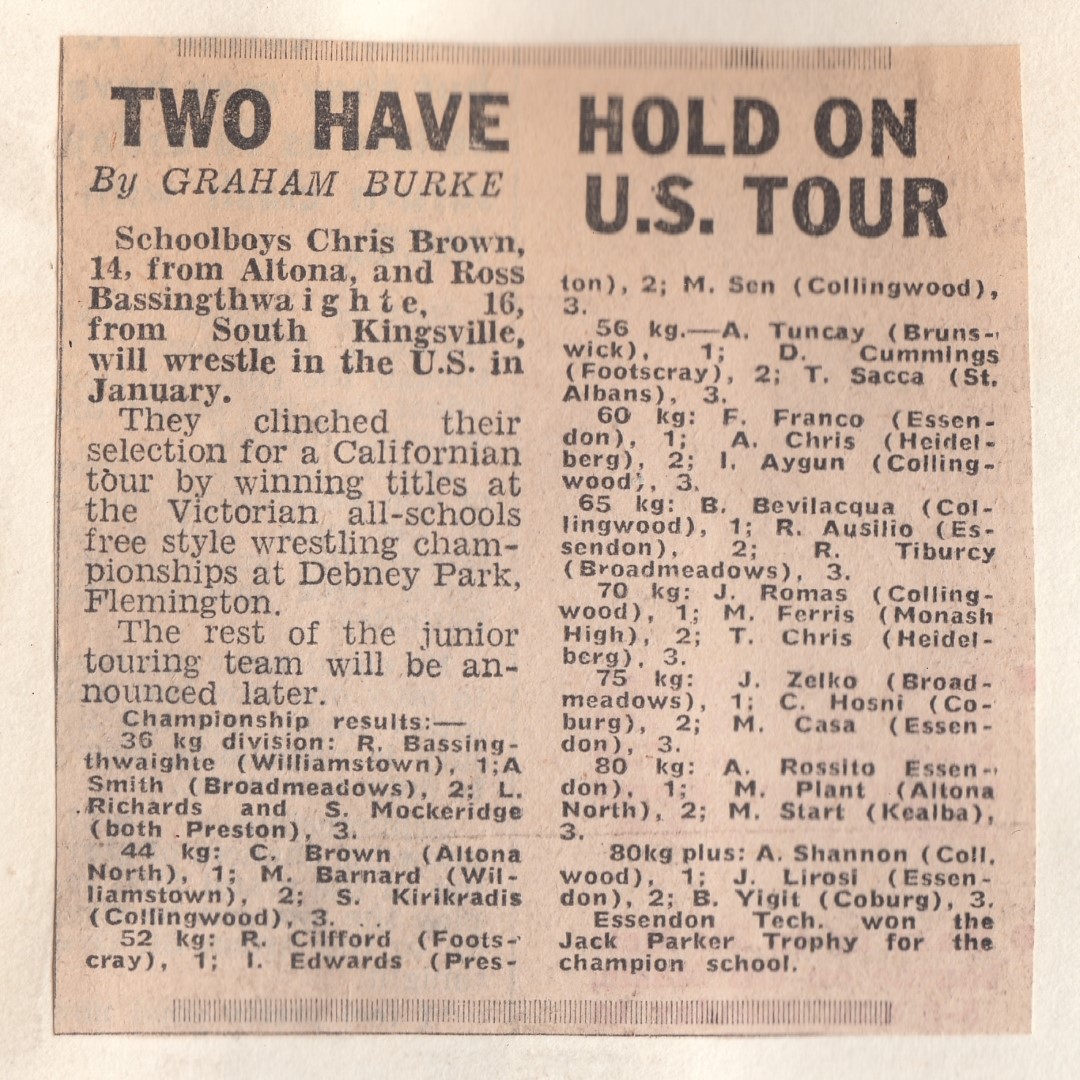 TWO HAVE HOLD ON
U.S. TOUR
By GRAHAM BURKE
Schoolboys Chris Brown,
14, from Altona, and Ross
Bassingthwaighte, 16,
from South Kingsville,
will wrestle in the U.S. in
January.
They clinched their
selection for a Californian
tour by winning titles at
the Victorian all-schools
free style wrestling cham-
pionships at Debney Park,
Flemington.
The rest of the junior
touring team will be an-
nounced later.
Championship results:—
36 kg division: R. Bassing-
thwaighte (Williamstown), 1;A
Smith (Broadmeadows), 2; L.
Richards and S. Mockeridge
(both Preston), 3.
44 kg: C. Brown (Altona
North), 1; M. Barnard (Wil-
liamstown), 2; S. Kirikradis
(Collingwood), 3.
52 kg: R. Cilfford (Foots-
cray), 1; I. Edwards (Pres-
ton), 2; M. Sen (Collingwood),
3.
56 kg.—A. Tuncay (Bruns-
wick), 1; D. Cummings
(Footscray), 2; T. Sacca (St.
Albans), 3.
60 kg: F. Franco (Essen-
don), 1; A. Chris (Heidel-
berg), 2; I. Aygun (Colling-
wood), 3.
65 kg: B. Bevilacqua (Col-
lingwood), 1; R. Ausilio (Es-
sendon), 2; R. Tiburcy
(Broadmeadows), 3.
70 kg: J. Romas (Colling-
wood), 1; M. Ferris (Monash
High), 2; T. Chris (Heidel-
berg), 3.
75 kg: J. Zelko (Broad-
meadows), 1; C. Hosni (Co-
burg), 2; M. Casa (Essen-
don), 3.
80 kg: A. Rossito Essen-
don), 1; M. Plant (Altona
North), 2; M. Start (Kealba),
3.
80kg plus: A. Shannon (Coll.
wood), 1; J. Lirosi (Essen-
don), 2; B. Yigit (Coburg), 3.
Essendon Tech. won the
Jack Parker Trophy for the
champion school.